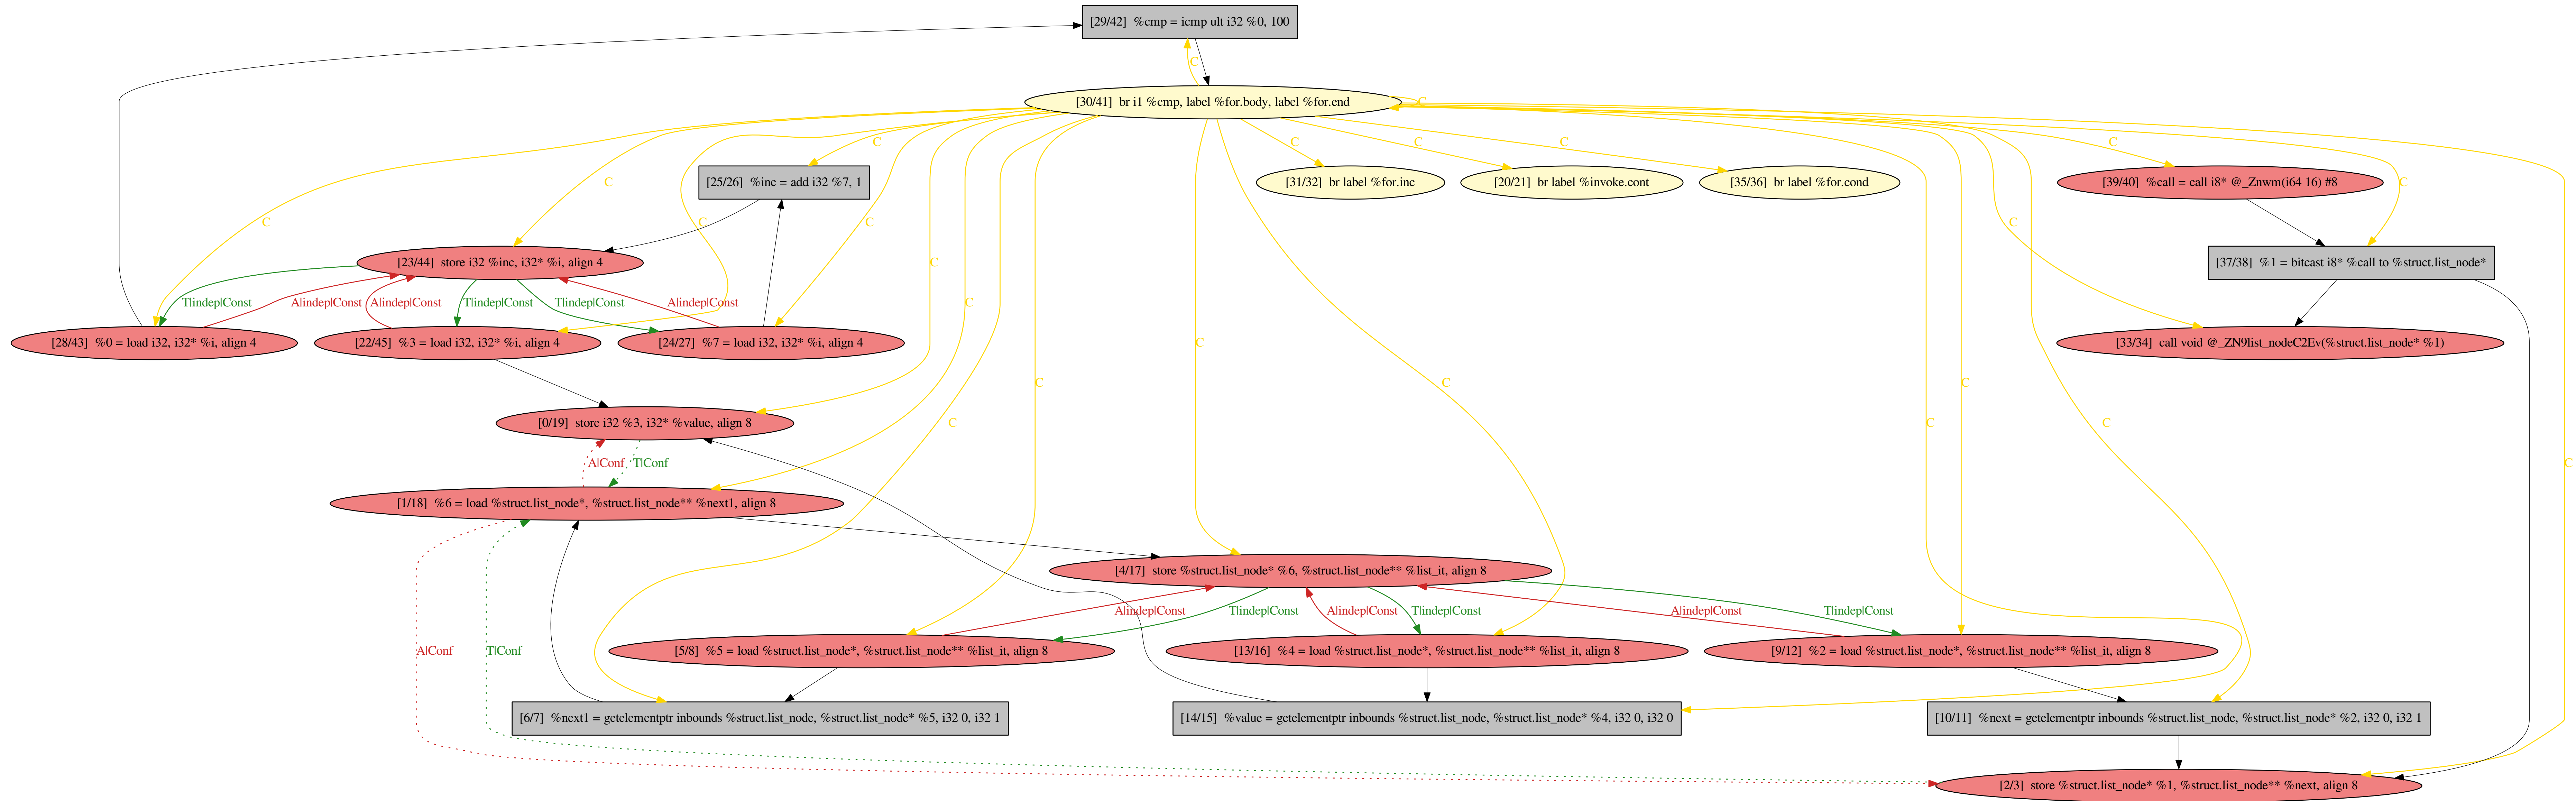 [29/42]  %cmp = icmp ult i32 %0, 100
C
[30/41]  br i1 %cmp, label %for.body, label %for.end
C
C
C
C
C
C
[25/26]  %inc = add i32 %7, 1
[31/32]  br label %for.inc
[20/21]  br label %invoke.cont
[35/36]  br label %for.cond
[39/40]  %call = call i8* @_Znwm(i64 16) #8
C
C
C
C
C
C
[23/44]  store i32 %inc, i32* %i, align 4
C
[37/38]  %1 = bitcast i8* %call to %struct.list_node*
T|indep|Const
A|indep|Const
A|indep|Const
T|indep|Const
T|indep|Const
A|indep|Const
C
[28/43]  %0 = load i32, i32* %i, align 4
[22/45]  %3 = load i32, i32* %i, align 4
[24/27]  %7 = load i32, i32* %i, align 4
C
[33/34]  call void @_ZN9list_nodeC2Ev(%struct.list_node* %1)
C
C
C
[0/19]  store i32 %3, i32* %value, align 8
C
C
C
A|Conf
T|Conf
C
[1/18]  %6 = load %struct.list_node*, %struct.list_node** %next1, align 8
[4/17]  store %struct.list_node* %6, %struct.list_node** %list_it, align 8
A|indep|Const
T|indep|Const
A|indep|Const
T|indep|Const
A|indep|Const
T|indep|Const
A|Conf
T|Conf
[5/8]  %5 = load %struct.list_node*, %struct.list_node** %list_it, align 8
[13/16]  %4 = load %struct.list_node*, %struct.list_node** %list_it, align 8
[9/12]  %2 = load %struct.list_node*, %struct.list_node** %list_it, align 8
[6/7]  %next1 = getelementptr inbounds %struct.list_node, %struct.list_node* %5, i32 0, i32 1
[14/15]  %value = getelementptr inbounds %struct.list_node, %struct.list_node* %4, i32 0, i32 0
[10/11]  %next = getelementptr inbounds %struct.list_node, %struct.list_node* %2, i32 0, i32 1
[2/3]  store %struct.list_node* %1, %struct.list_node** %next, align 8